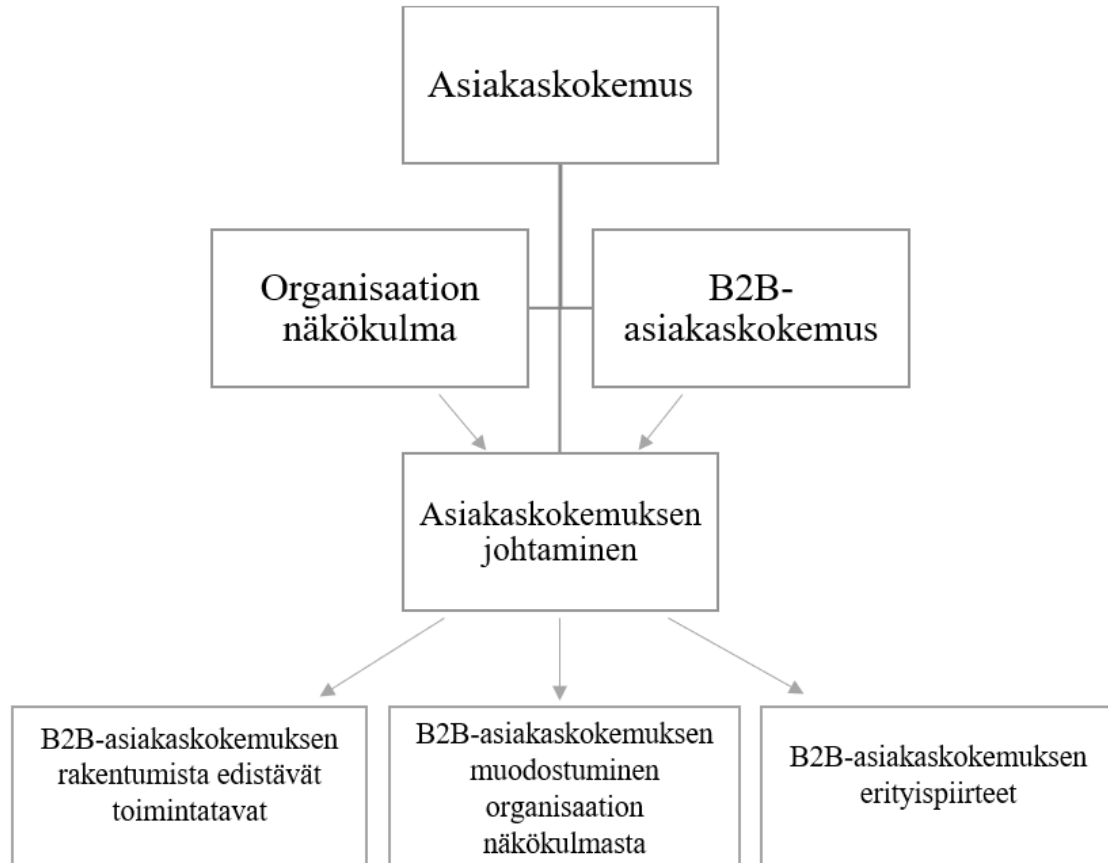 Asiakaskokemus
Organisaation
näkökulma
B2B-
asiakaskokemus
Asiakaskokemuksen
johtaminen
B2B-asiakaskokemuksen
rakentumista edistävät
toimintatavat
B2B-asiakaskokemuksen
muodostuminen
organisaation
näkökulmasta
B2B-asiakaskokemuksen
erityispiirteet